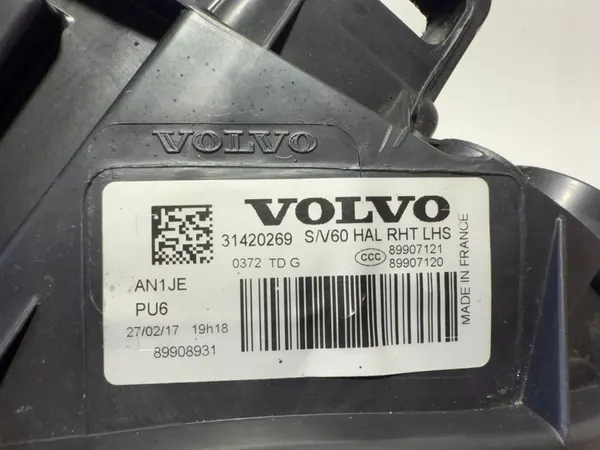 VOLVO
VOLVO
31420269 S/V60 HAL RHT LHS
0372 TD G CCC 89907121
89907120
AN1JE
PU6
27/02/17 19h18
89908931
MADE IN FRANCE